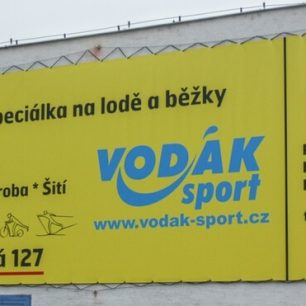 peciálka na lodě a běžky
VODÁK
sport
roba * Šití
www.vodak-sport.cz
á 127